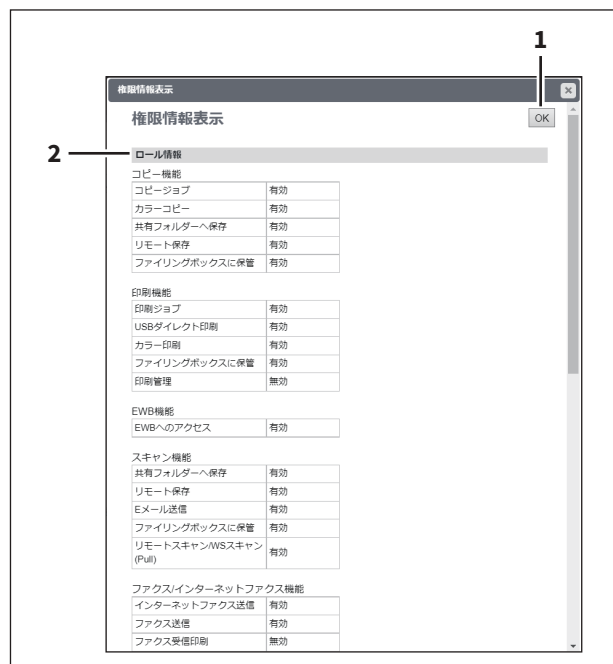 1
権限情報表示
権限情報表示
OK
2
ロール情報
コピー機能
コピージョブ 有効
カラーコピー 有効
共有フォルダーへ保存 有効
リモート保存 有効
ファイリングボックスに保管 有効
印刷機能
印刷ジョブ 有効
USBダイレクト印刷 有効
カラー印刷 有効
ファイリングボックスに保管 有効
印刷管理 無効
EWB機能
EWBへのアクセス 有効
スキャン機能
共有フォルダーへ保存 有効
リモート保存 有効
Eメール送信 有効
ファイリングボックスに保管 有効
リモートスキャン/WSスキャン
(Pull) 有効
ファクス/インターネットファクス機能
インターネットファクス送信 有効
ファクス送信 有効
ファクス受信印刷 無効